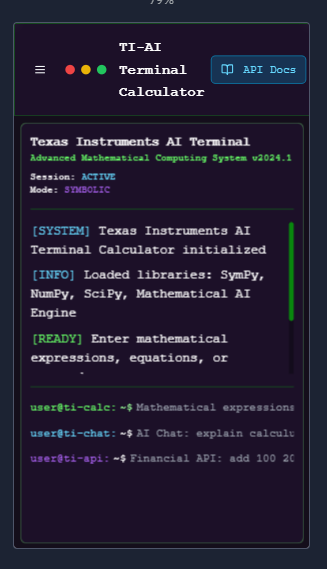 79%
TI-AI
Terminal
Calculator
API Docs
Texas Instruments AI Terminal
Advanced Mathematical Computing System v2024.1
Session: ACTIVE
Mode: SYMBOLIC
[SYSTEM] Texas Instruments AI
Terminal Calculator initialized
[INFO] Loaded libraries: SymPy,
NumPy, SciPy, Mathematical AI
Engine
[READY] Enter mathematical
expressions, equations, or
user@ti-calc:~$ Mathematical expressions
user@ti-chat:~$ AI Chat: explain calculu
user@ti-api:~$ Financial API: add 100 20